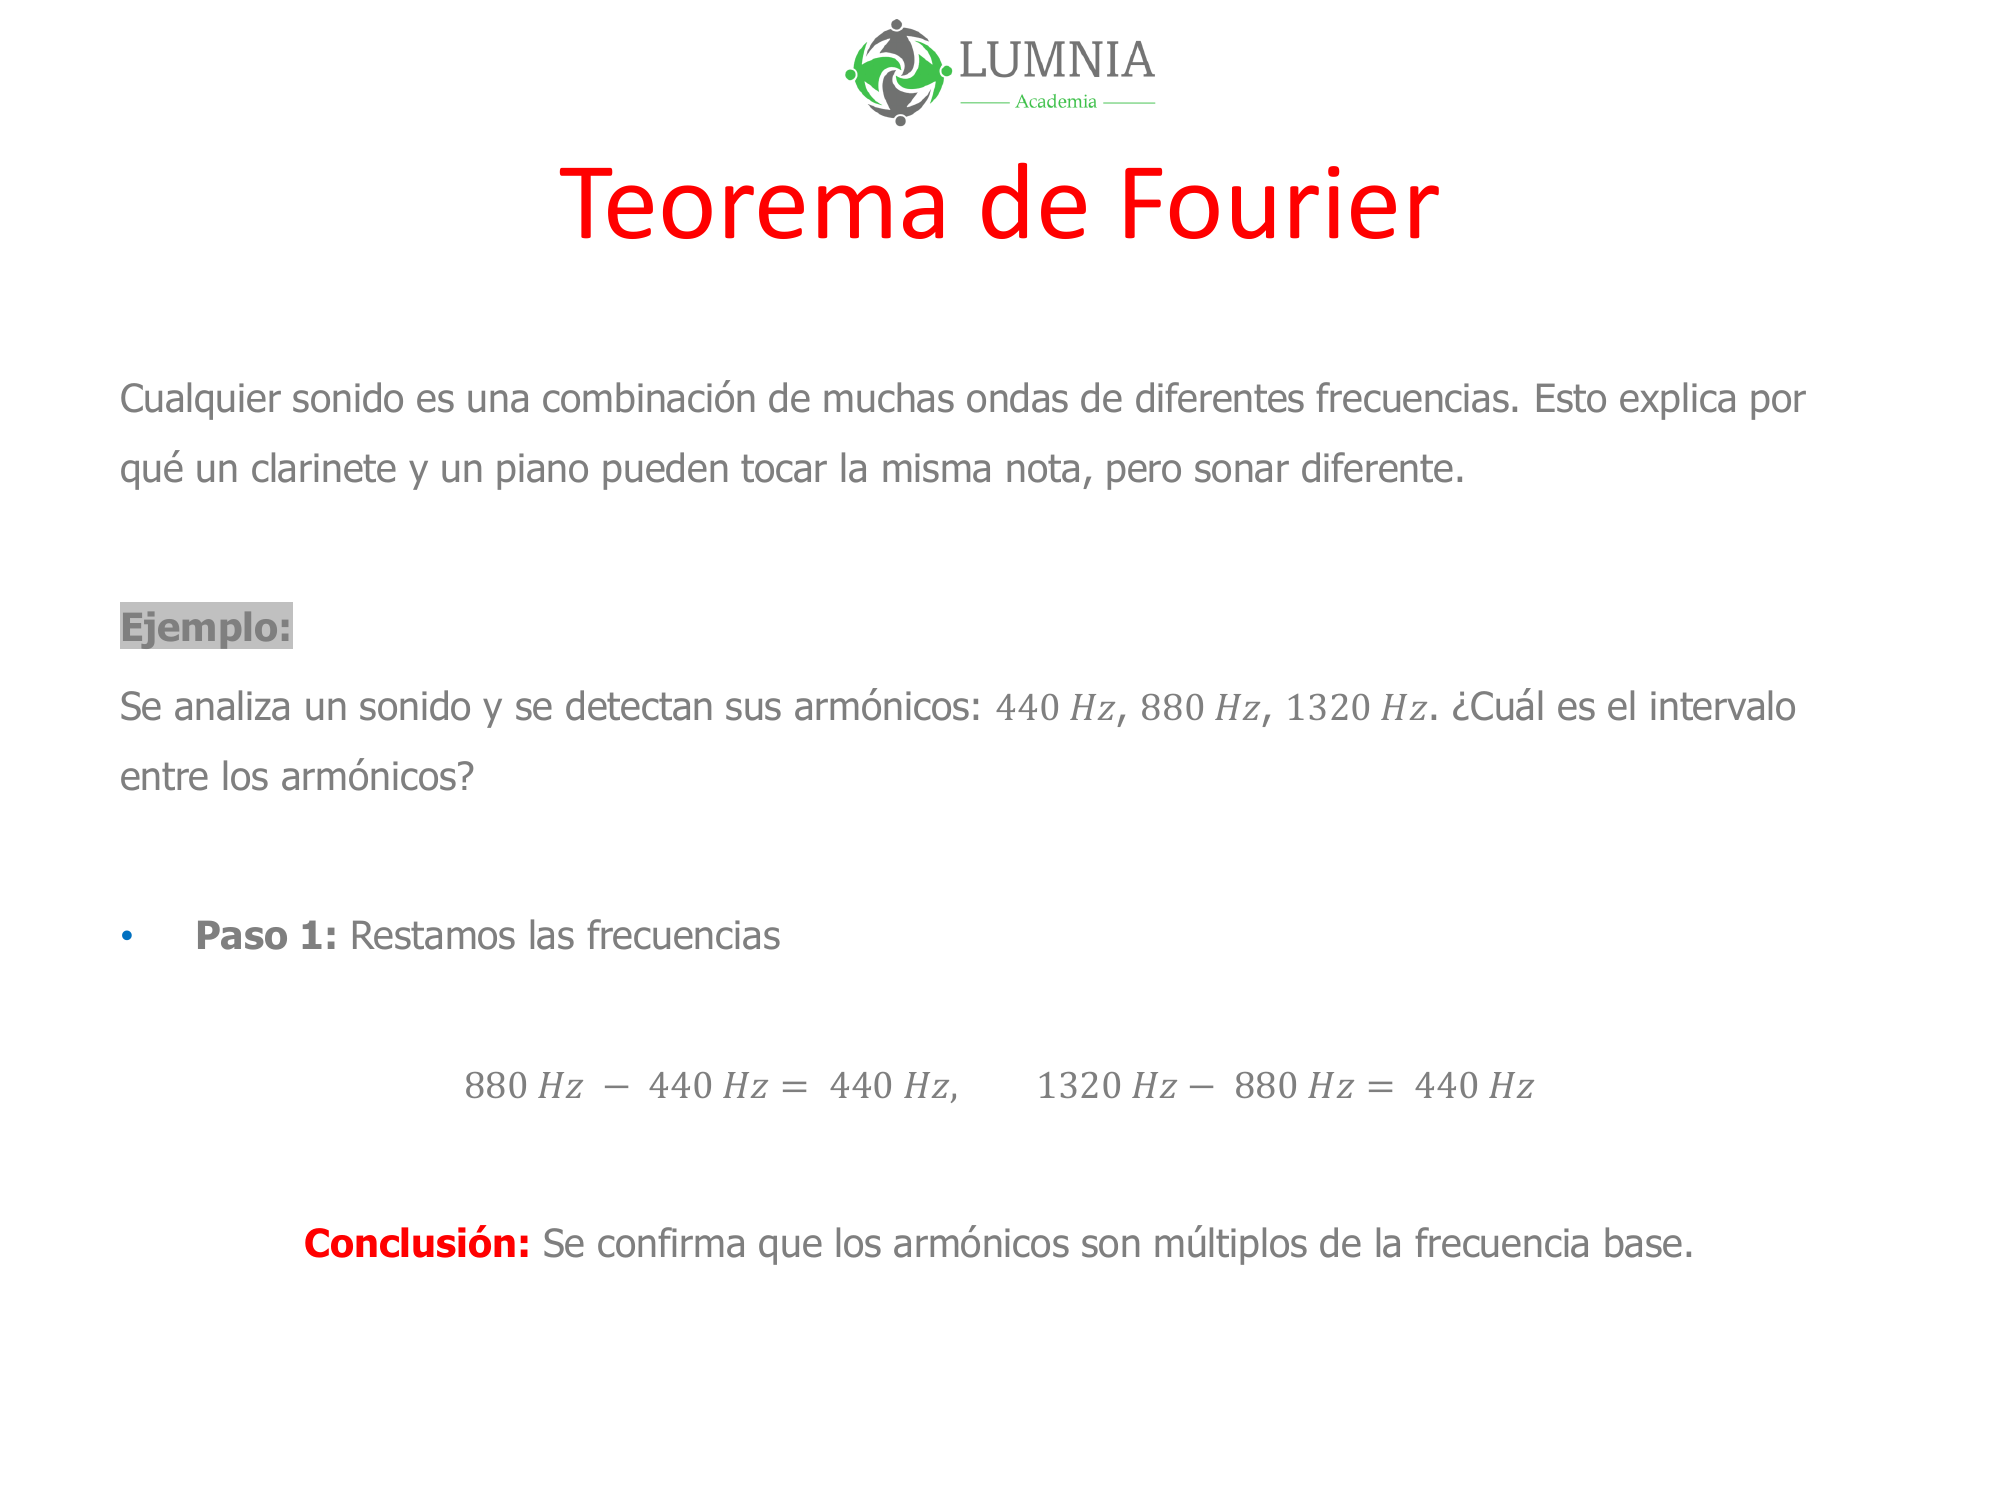 LUMNIA
Academia
Teorema de Fourier
Cualquier sonido es una combinación de muchas ondas de diferentes frecuencias. Esto explica por
qué un clarinete y un piano pueden tocar la misma nota, pero sonar diferente.
Ejemplo:
Se analiza un sonido y se detectan sus armónicos: 440 Hz, 880 Hz, 1320 Hz. ¿Cuál es el intervalo
entre los armónicos?
• Paso 1: Restamos las frecuencias
880 Hz − 440 Hz = 440 Hz, 1320 Hz − 880 Hz = 440 Hz
Conclusión: Se confirma que los armónicos son múltiplos de la frecuencia base.